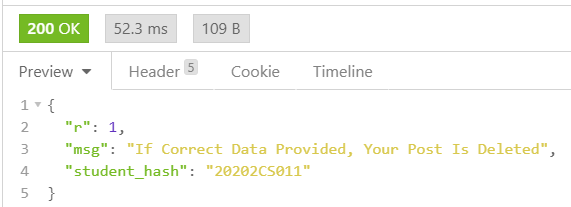 200 OK 52.3 ms 109 B
Preview Header 5 Cookie Timeline
1 {
2 "r": 1,
3 "msg": "If Correct Data Provided, Your Post Is Deleted",
4 "student_hash": "20202CS011"
5 }